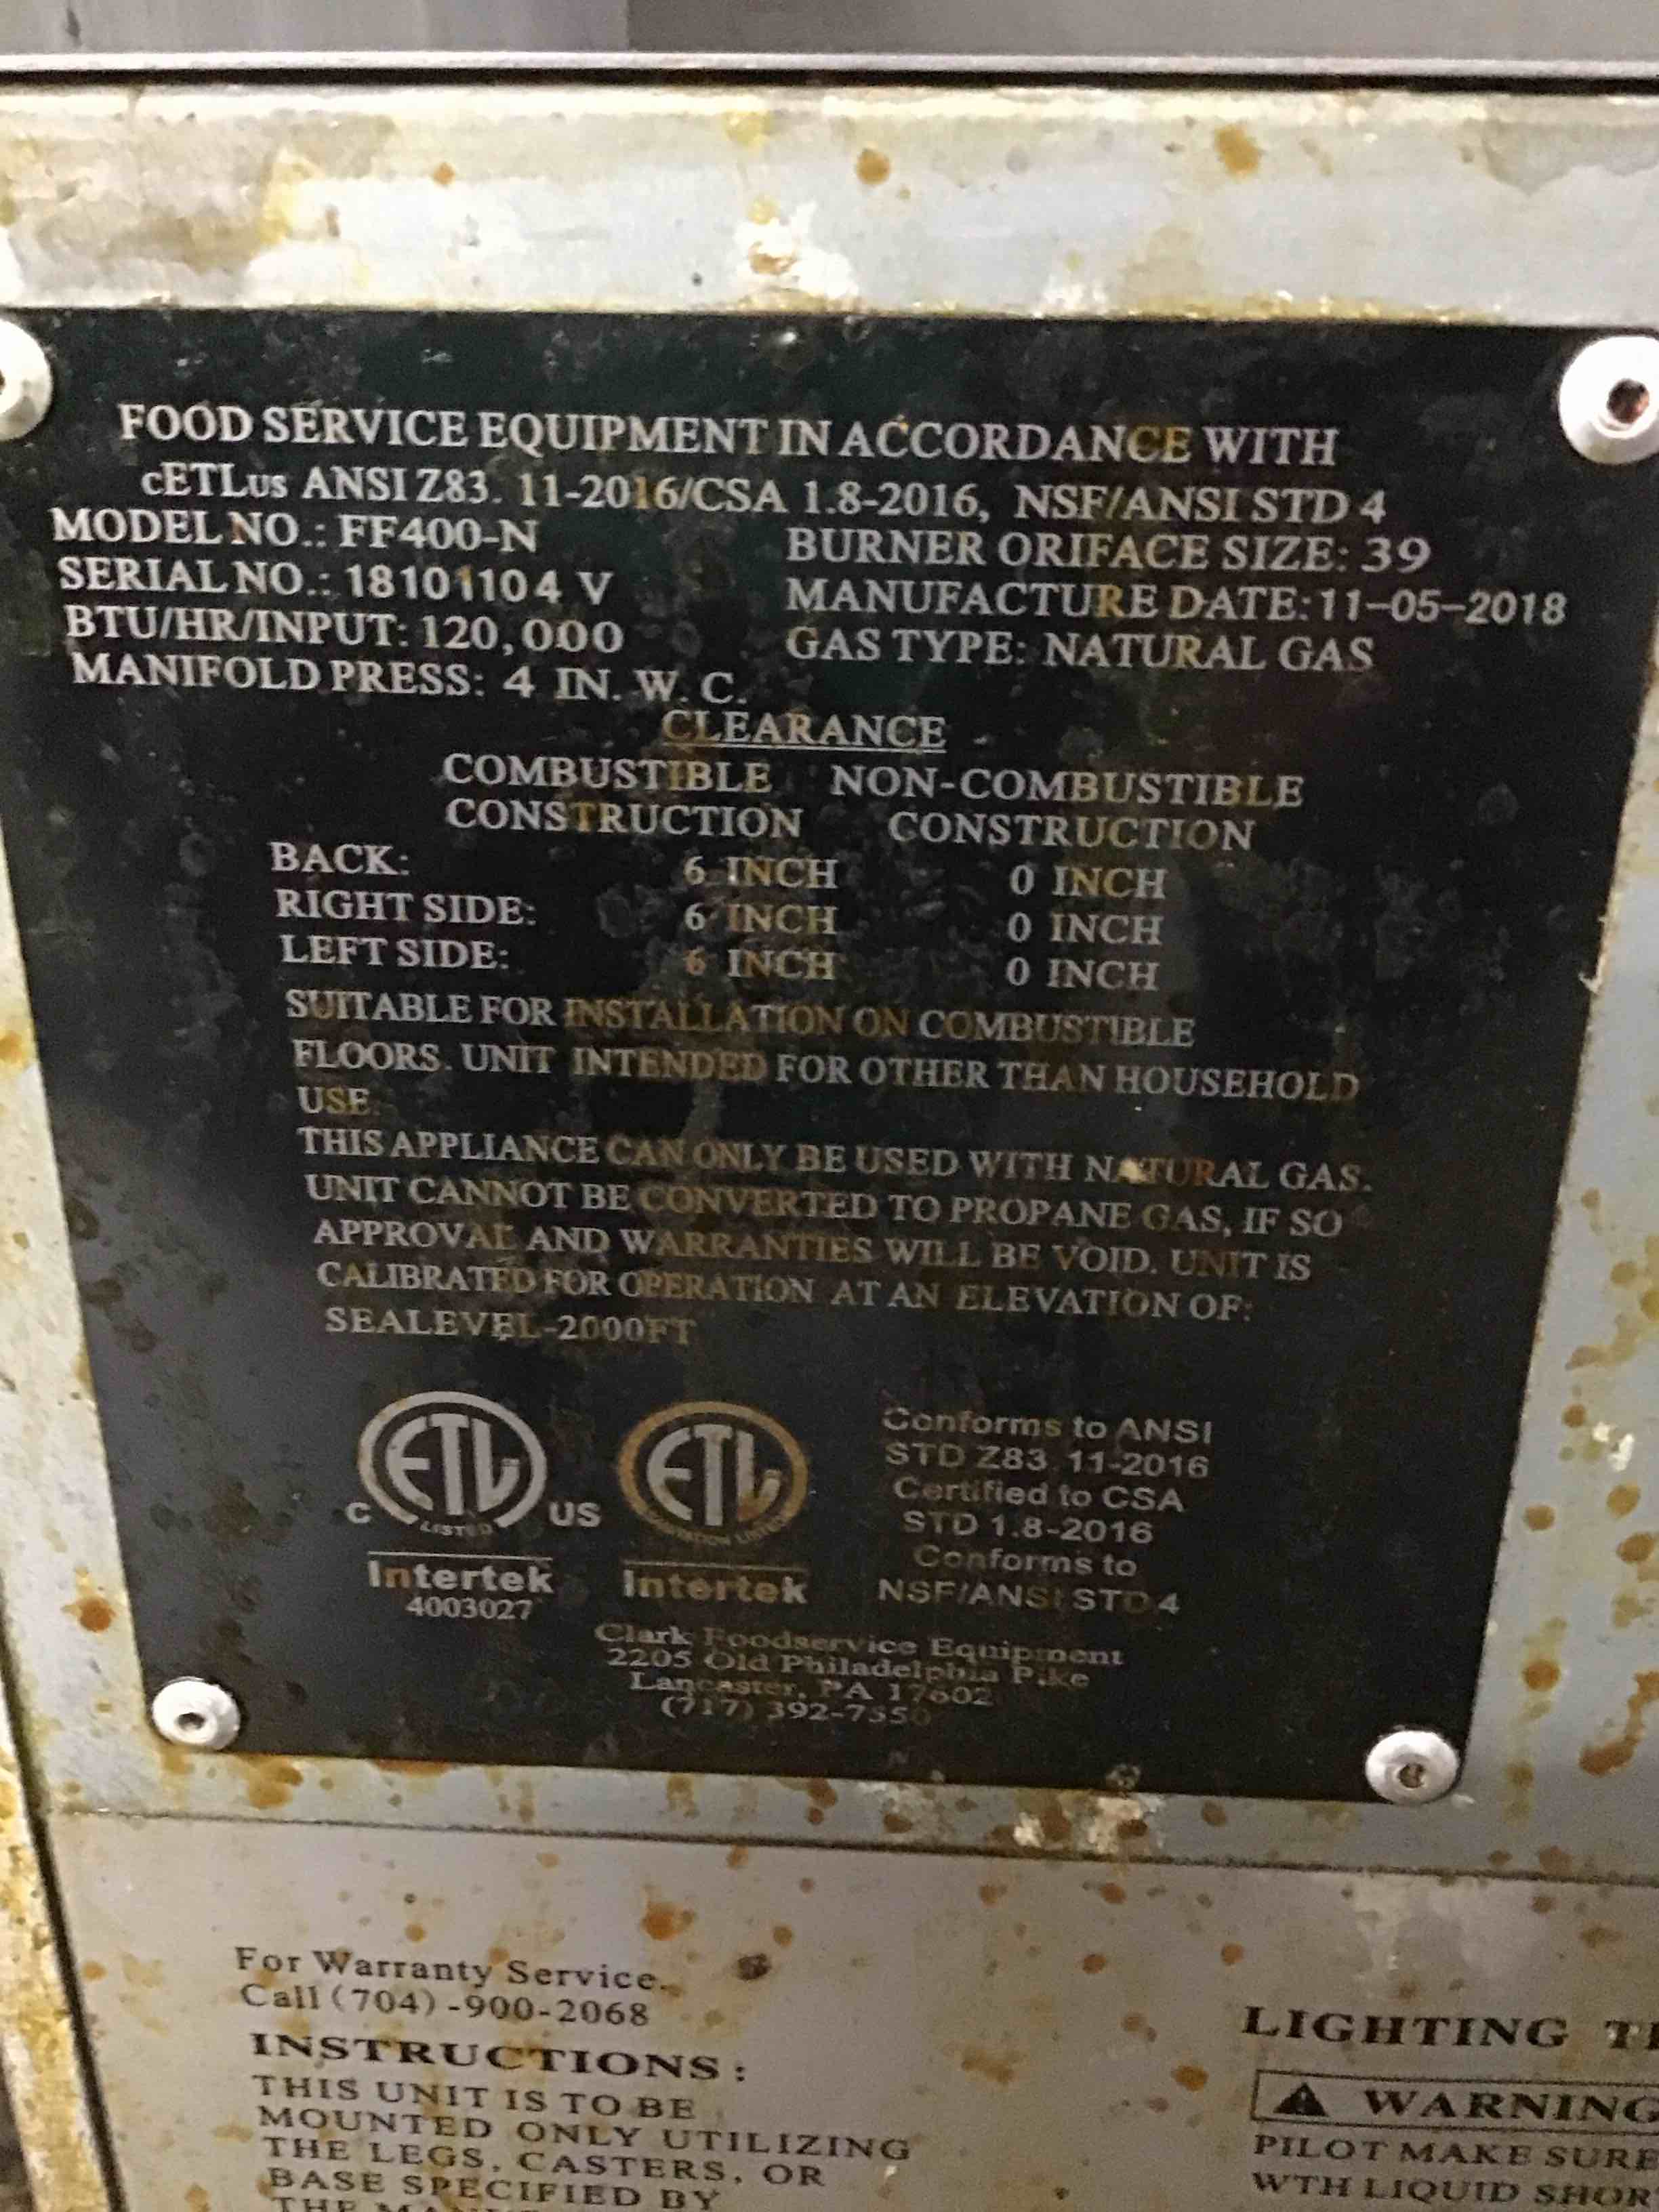 FOOD SERVICE EQUIPMENT IN ACCORDANCE WITH
cETLus ANSI Z83. 11-2016/CSA 1.8-2016, NSF/ANSI STD 4
MODEL NO.: FF400-N BURNER ORIFACE SIZE: 39
SERIAL NO.: 18101104 V MANUFACTURE DATE: 11-05-2018
BTU/HR/INPUT: 120,000 GAS TYPE: NATURAL GAS
MANIFOLD PRESS: 4 IN. W. C.
CLEARANCE
COMBUSTIBLE NON-COMBUSTIBLE
CONSTRUCTION CONSTRUCTION
BACK: 6 INCH 0 INCH
RIGHT SIDE: 6 INCH 0 INCH
LEFT SIDE: 6 INCH 0 INCH
SUITABLE FOR INSTALLATION ON COMBUSTIBLE
FLOORS. UNIT INTENDED FOR OTHER THAN HOUSEHOLD
USE.
THIS APPLIANCE CAN ONLY BE USED WITH NATURAL GAS.
UNIT CANNOT BE CONVERTED TO PROPANE GAS, IF SO
APPROVAL AND WARRANTIES WILL BE VOID. UNIT IS
CALIBRATED FOR OPERATION AT AN ELEVATION OF:
SEALEVEL-2000FT
C ETL LISTED US
Intertek
4003027
ETL
Intertek
Conforms to ANSI
STD Z83.11-2016
Certified to CSA
STD 1.8-2016
Conforms to
NSF/ANSI STD 4
Clark Foodservice Equipment
2205 Old Philadelphia Pike
Lancaster, PA 17602
(717) 392-7550
For Warranty Service.
Call (704)-900-2068
INSTRUCTIONS:
THIS UNIT IS TO BE
MOUNTED ONLY UTILIZING
THE LEGS, CASTERS, OR
BASE SPECIFIED BY
LIGHTING
WARNING
PILOT MAKE SURE
WTH LIQUID